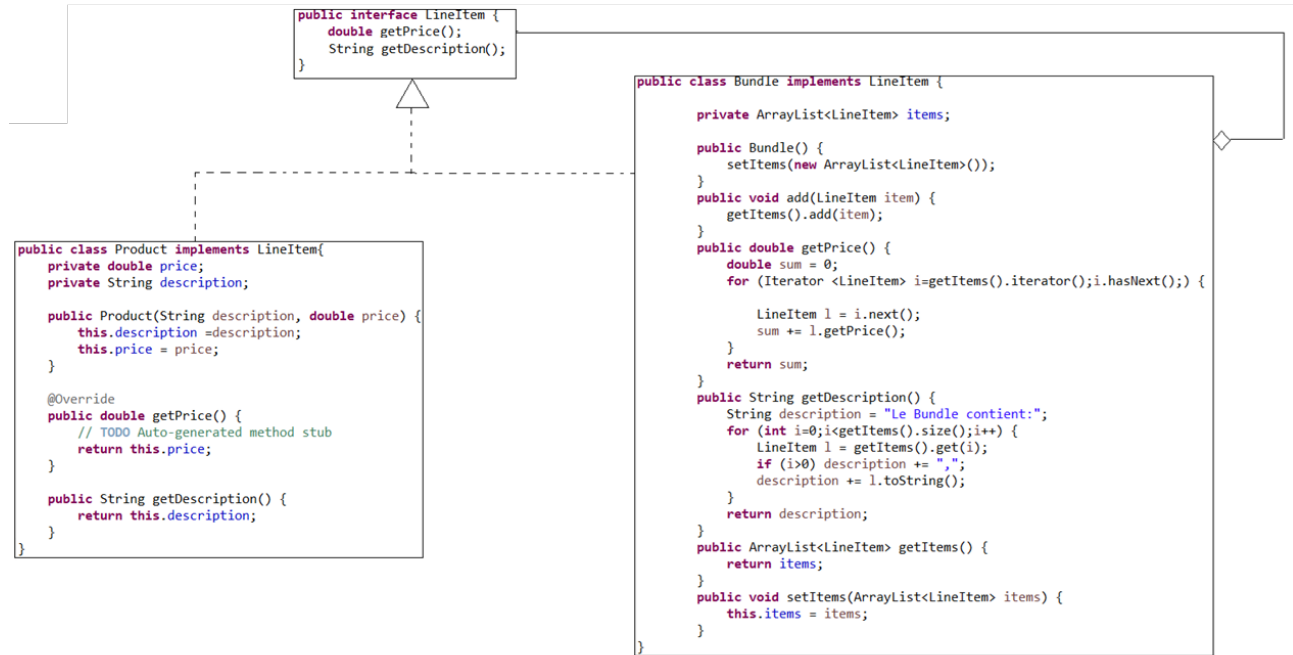 public interface LineItem {
double getPrice();
String getDescription();
}
public class Bundle implements LineItem {
private ArrayList<LineItem> items;
public Bundle() {
setItems(new ArrayList<LineItem>());
}
public void add(LineItem item) {
getItems().add(item);
}
public double getPrice() {
double sum = 0;
for (Iterator <LineItem> i=getItems().iterator();i.hasNext();) {
LineItem l = i.next();
sum += l.getPrice();
}
return sum;
}
public String getDescription() {
String description = "Le Bundle contient:";
for (int i=0;i<getItems().size();i++) {
LineItem l = getItems().get(i);
if (i>0) description += ",";
description += l.toString();
}
return description;
}
public ArrayList<LineItem> getItems() {
return items;
}
public void setItems(ArrayList<LineItem> items) {
this.items = items;
}
}
public class Product implements LineItem{
private double price;
private String description;
public Product(String description, double price) {
this.description =description;
this.price = price;
}
@Override
public double getPrice() {
// TODO Auto-generated method stub
return this.price;
}
public String getDescription() {
return this.description;
}
}